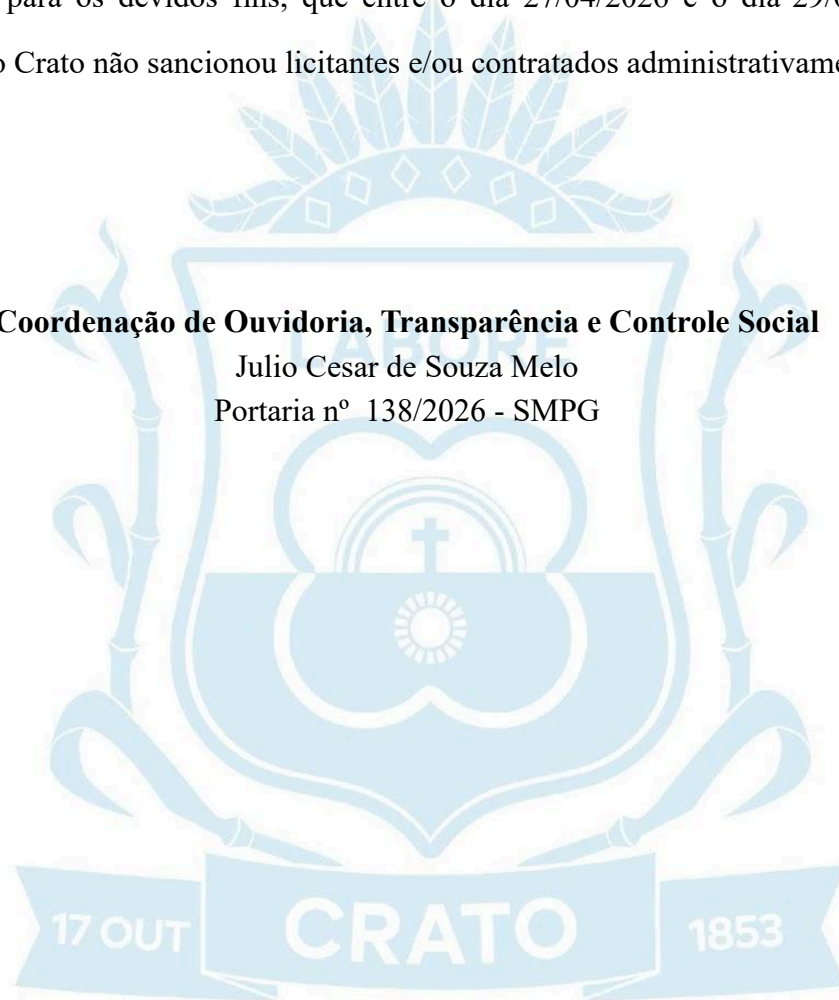 para os devidos fins, que entre o dia 27/04/2026 e o dia 29/0
o Crato não sancionou licitantes e/ou contratados administrativame
LABORE
Coordenação de Ouvidoria, Transparência e Controle Social
Julio Cesar de Souza Melo
Portaria nº 138/2026 - SMPG
17 OUT CRATO 1853